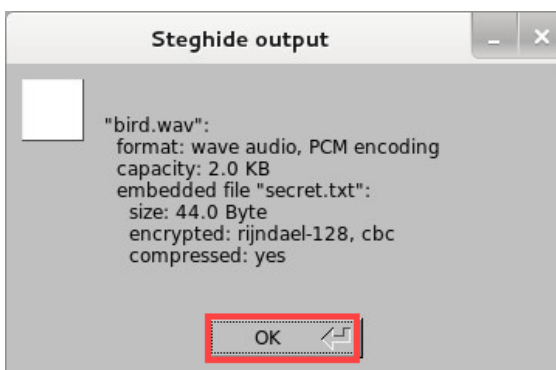 Steghide output
"bird.wav":
format: wave audio, PCM encoding
capacity: 2.0 KB
embedded file "secret.txt":
size: 44.0 Byte
encrypted: rijndael-128, cbc
compressed: yes
OK